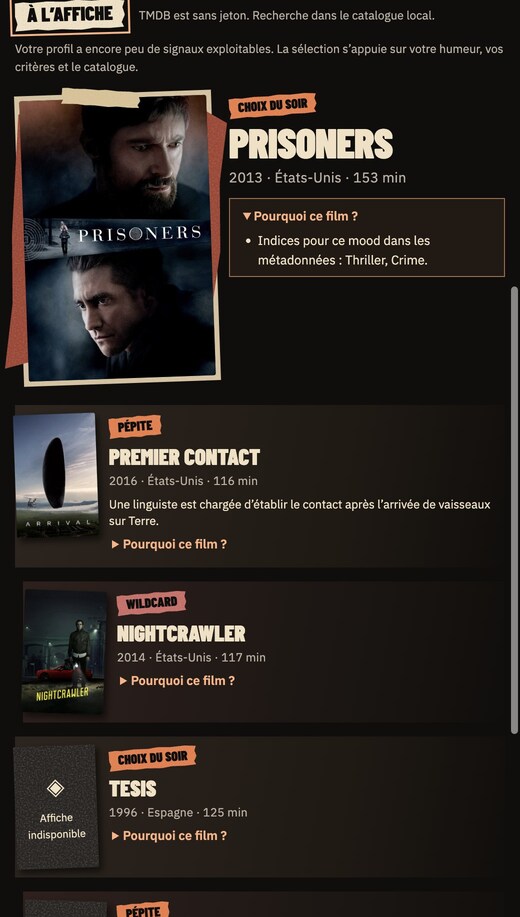 À L'AFFICHE
TMDB est sans jeton. Recherche dans le catalogue local.
Votre profil a encore peu de signaux exploitables. La sélection s'appuie sur votre humeur, vos
critères et le catalogue.
PRISONERS
CHOIX DU SOIR
PRISONERS
2013 · États-Unis · 153 min
▼ Pourquoi ce film ?
• Indices pour ce mood dans les
métadonnées : Thriller, Crime.
ARRIVAL
PÉPITE
PREMIER CONTACT
2016 · États-Unis · 116 min
Une linguiste est chargée d'établir le contact après l'arrivée de vaisseaux
sur Terre.
▶ Pourquoi ce film ?
NIGHTCRAWLER
WILDCARD
NIGHTCRAWLER
2014 · États-Unis · 117 min
▶ Pourquoi ce film ?
Affiche
indisponible
CHOIX DU SOIR
TESIS
1996 · Espagne · 125 min
▶ Pourquoi ce film ?
PÉPITE